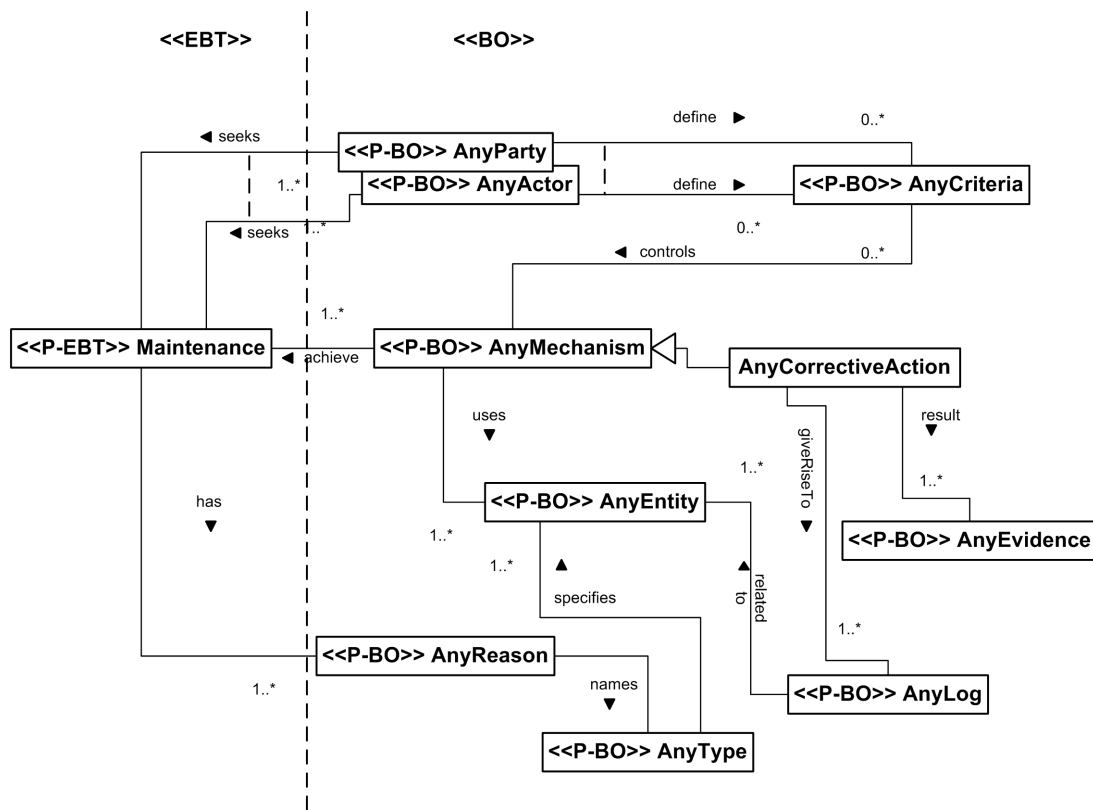 <<EBT>>
<<BO>>
define
0..*
seeks
<<P-BO>> AnyParty
1..*
<<P-BO>> AnyActor
define
<<P-BO>> AnyCriteria
seeks
1..*
0..*
controls
0..*
1..*
<<P-EBT>> Maintenance
achieve
<<P-BO>> AnyMechanism
AnyCorrectiveAction
uses
giveRiseTo
result
1..*
1..*
has
<<P-BO>> AnyEntity
1..*
<<P-BO>> AnyEvidence
1..*
specifies
related
to
1..*
<<P-BO>> AnyReason
1..*
names
<<P-BO>> AnyLog
<<P-BO>> AnyType